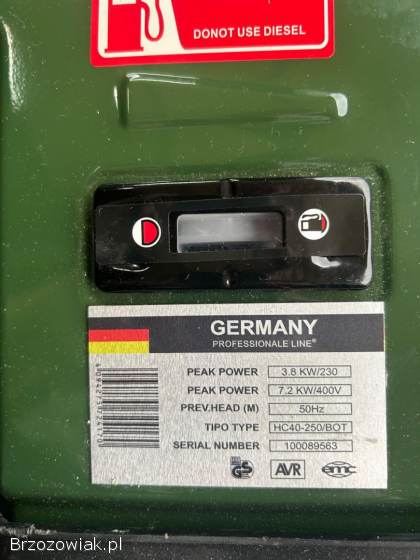 DONOT USE DIESEL
GERMANY
PROFESSIONALE LINE®
PEAK POWER 3.8 KW/230
PEAK POWER 7.2 KW/400V
PREV.HEAD (M) 50Hz
TIPO TYPE HC40-250/BOT
SERIAL NUMBER 100089563
GS AVR emc
Brzozowiak.pl